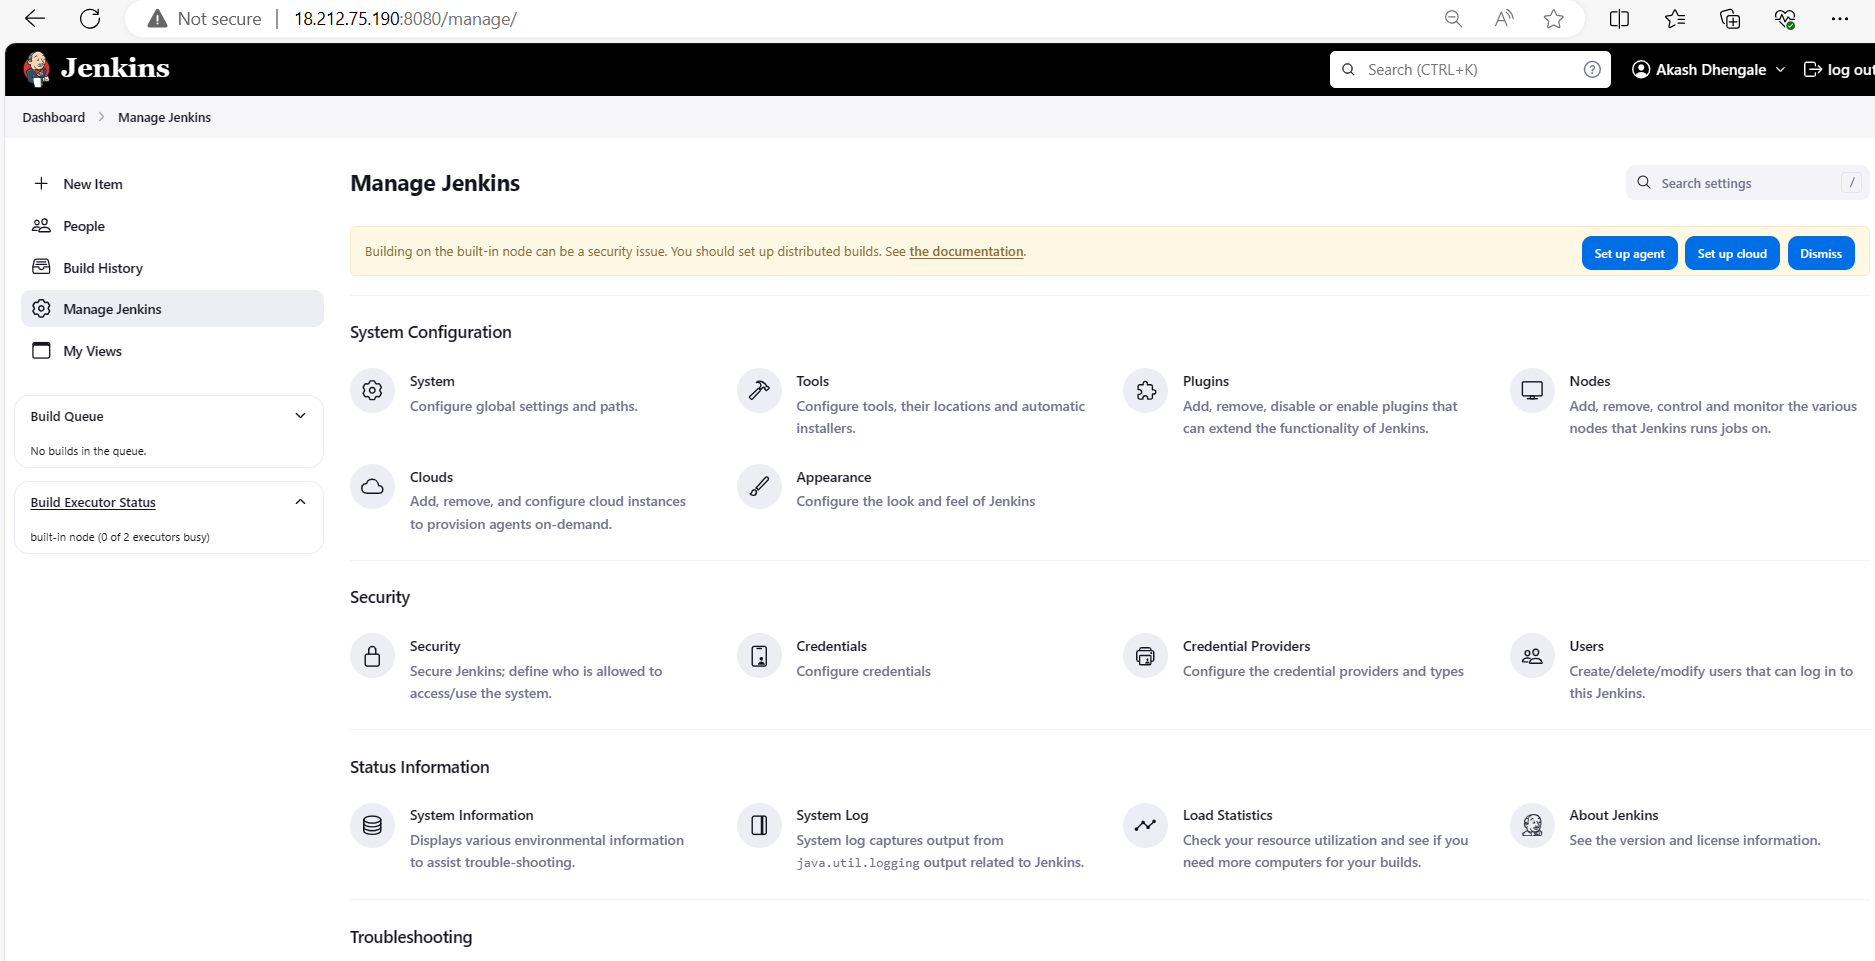 Not secure | 18.212.75.190:8080/manage/
Jenkins
Search (CTRL+K)
Akash Dhengale
log out
Dashboard > Manage Jenkins
New Item
People
Build History
Manage Jenkins
My Views
Build Queue
No builds in the queue.
Build Executor Status
built-in node (0 of 2 executors busy)
Manage Jenkins
Search settings /
Building on the built-in node can be a security issue. You should set up distributed builds. See the documentation.
Set up agent
Set up cloud
Dismiss
System Configuration
System
Configure global settings and paths.
Tools
Configure tools, their locations and automatic
installers.
Plugins
Add, remove, disable or enable plugins that
can extend the functionality of Jenkins.
Nodes
Add, remove, control and monitor the various
nodes that Jenkins runs jobs on.
Clouds
Add, remove, and configure cloud instances
to provision agents on-demand.
Appearance
Configure the look and feel of Jenkins
Security
Security
Secure Jenkins; define who is allowed to
access/use the system.
Credentials
Configure credentials
Credential Providers
Configure the credential providers and types
Users
Create/delete/modify users that can log in to
this Jenkins.
Status Information
System Information
Displays various environmental information
to assist trouble-shooting.
System Log
System log captures output from
java.util.logging output related to Jenkins.
Load Statistics
Check your resource utilization and see if you
need more computers for your builds.
About Jenkins
See the version and license information.
Troubleshooting